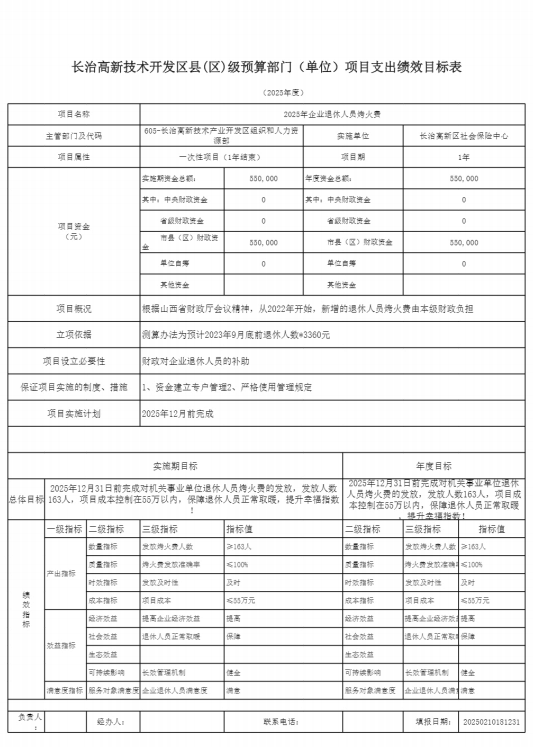 长治高新技术开发区县(区)级预算部门（单位）项目支出绩效目标表
（2025年度）
项目名称 2025年企业退休人员烤火费
主管部门及代码 605-长治高新技术产业开发区组织和人力资源部 实施单位 长治高新区社会保险中心
项目属性 一次性项目（1年结束） 项目期 1年
项目资金（元） 实施期资金总额： 550,000 年度资金总额： 550,000
其中：中央财政资金 0 其中：中央财政资金 0
省级财政资金 0 省级财政资金 0
市县（区）财政资金 550,000 市县（区）财政资金 550,000
单位自筹 0 单位自筹 0
其他资金 其他资金
项目概况 根据山西省财政厅会议精神，从2022年开始，新增的退休人员烤火费由本级财政负担
立项依据 测算办法为预计2023年9月底前退休人数*3360元
项目设立必要性 财政对企业退休人员的补助
保证项目实施的制度、措施 1、资金建立专户管理2、严格使用管理规定
项目实施计划 2025年12月前完成
实施期目标 年度目标
总体目标 2025年12月31日前完成对机关事业单位退休人员烤火费的发放，发放人数163人，项目成本控制在55万以内，保障退休人员正常取暖，提升幸福指数！ 2025年12月31日前完成对机关事业单位退休人员烤火费的发放，发放人数163人，项目成本控制在55万以内，保障退休人员正常取暖，提升幸福指数！
绩效指标 一级指标 二级指标 三级指标 指标值 二级指标 三级指标 指标值
产出指标 数量指标 发放烤火费人数 ≥163人 数量指标 发放烤火费人数 ≥163人
质量指标 烤火费发放准确率 ≤100% 质量指标 烤火费发放准确率 ≤100%
时效指标 发放及时性 及时 时效指标 发放及时性 及时
成本指标 项目成本 ≤55万元 成本指标 项目成本 ≤55万元
效益指标 经济效益 提高企业经济效益 提高 经济效益 提高企业经济效益 提高
社会效益 退休人员正常取暖 保障 社会效益 退休人员正常取 保障
生态效益 生态效益
可持续影响 长效管理机制 健全 可持续影响 长效管理机制 健全
满意度指标 服务对象满意度 企业退休人员满意度 满意 服务对象满意度 企业退休人员 满意
负责人： 经办人： 联系电话： 填报日期： 20250210181231